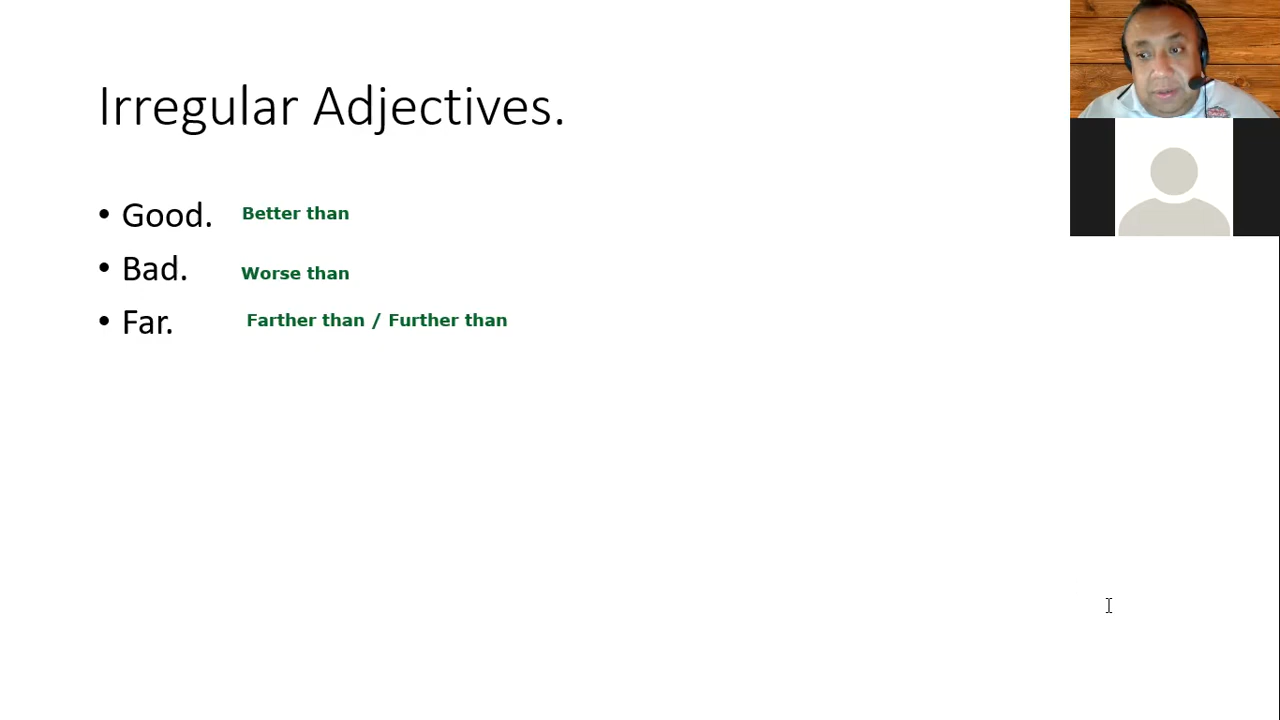 Irregular Adjectives.
• Good. Better than
• Bad. Worse than
• Far. Farther than / Further than